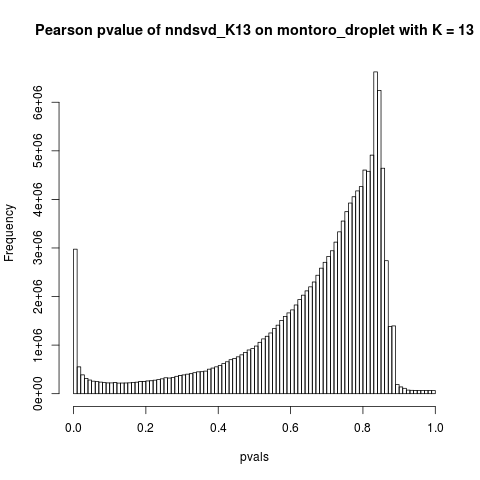 Pearson pvalue of nndsvd_K13 on montoro_droplet with K = 13
6e+06
5e+06
4e+06
3e+06
2e+06
1e+06
0e+00
Frequency
0.0 0.2 0.4 0.6 0.8 1.0
pvals